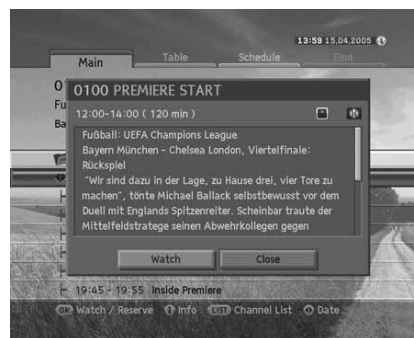 13:59 15,04,2005
Main
Table
Schedule
Find
0
Fu
Ba
0100 PREMIERE START
12:00-14:00 ( 120 min )
Fußball: UEFA Champions League
Bayern München - Chelsea London, Viertelfinale:
Rückspiel
"Wir sind dazu in der Lage, zu Hause drei, vier Tore zu
machen", tönte Michael Ballack selbstbewusst vor dem
Duell mit Englands Spitzenreiter. Scheinbar traute der
Mittelfeldstratege seinen Abwehrkollegen gegen
Watch
Close
19:45 - 19:55 Inside Premiere
OK Watch / Reserve i Info LIST Channel List Date